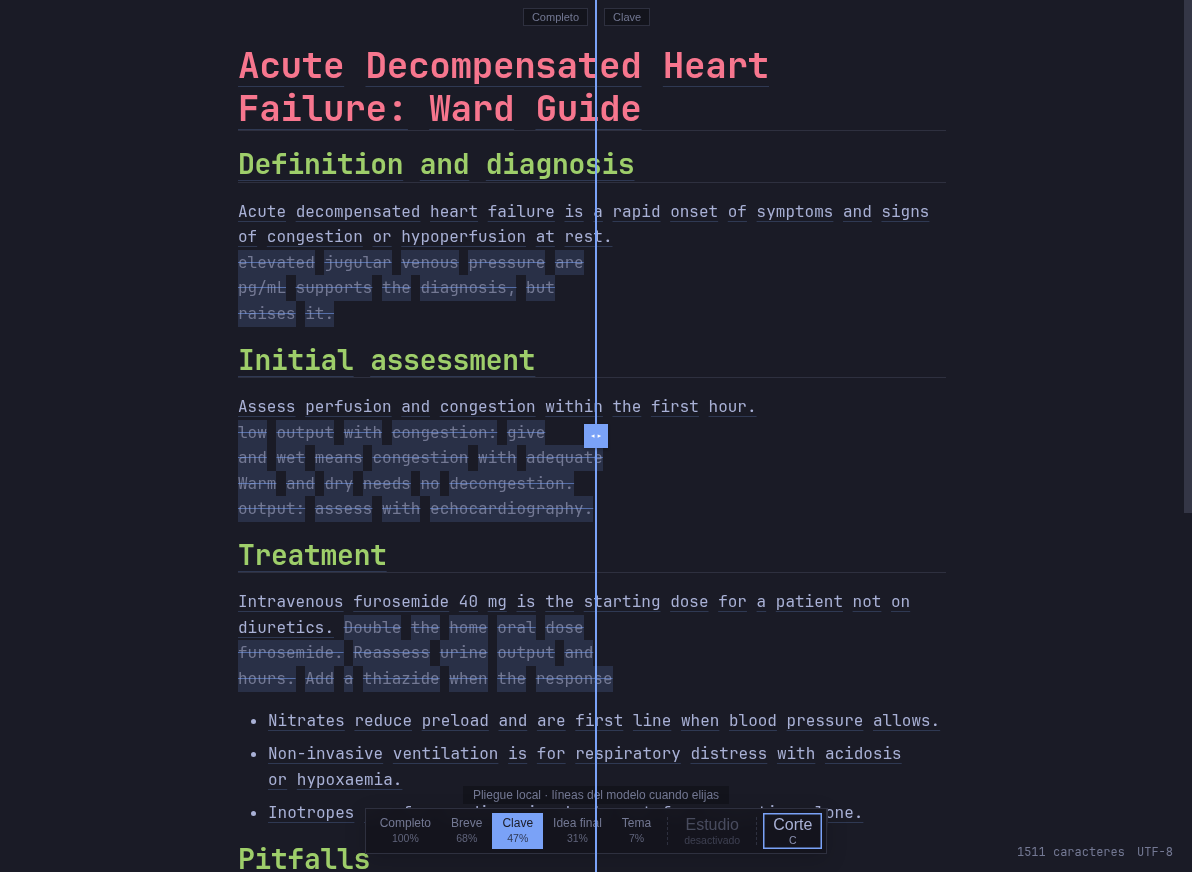 Completo Clave
Acute Decompensated Heart
Failure: Ward Guide
Definition and diagnosis
Acute decompensated heart failure is a rapid onset of symptoms and signs
of congestion or hypoperfusion at rest.
elevated jugular venous pressure are
pg/mL supports the diagnosis, but
raises it.
Initial assessment
Assess perfusion and congestion within the first hour.
low output with congestion: give
and wet means congestion with adequate
Warm and dry needs no decongestion.
output: assess with echocardiography.
Treatment
Intravenous furosemide 40 mg is the starting dose for a patient not on
diuretics. Double the home oral dose
furosemide. Reassess urine output and
hours. Add a thiazide when the response
• Nitrates reduce preload and are first line when blood pressure allows.
• Non-invasive ventilation is for respiratory distress with acidosis
or hypoxaemia.
Pliegue local · líneas del modelo cuando elijas
• Inotropes
Completo Breve Clave Idea final Tema Estudio Corte
100% 68% 47% 31% 7% desactivado C
1511 caracteres UTF-8
Pitfalls